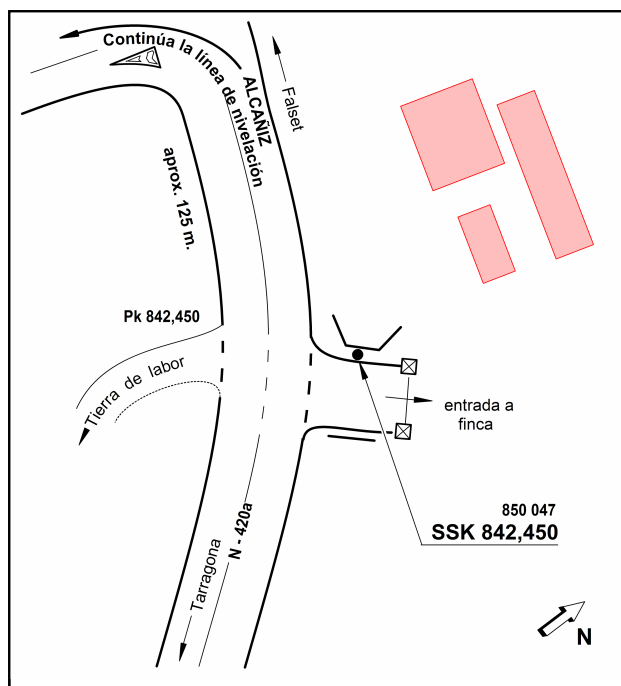 Continúa la línea de nivelación
ALCAÑIZ
Falset
aprox. 125 m.
Pk 842,450
Tierra de labor
entrada a
finca
850 047
SSK 842,450
N - 420a
Tarragona
N